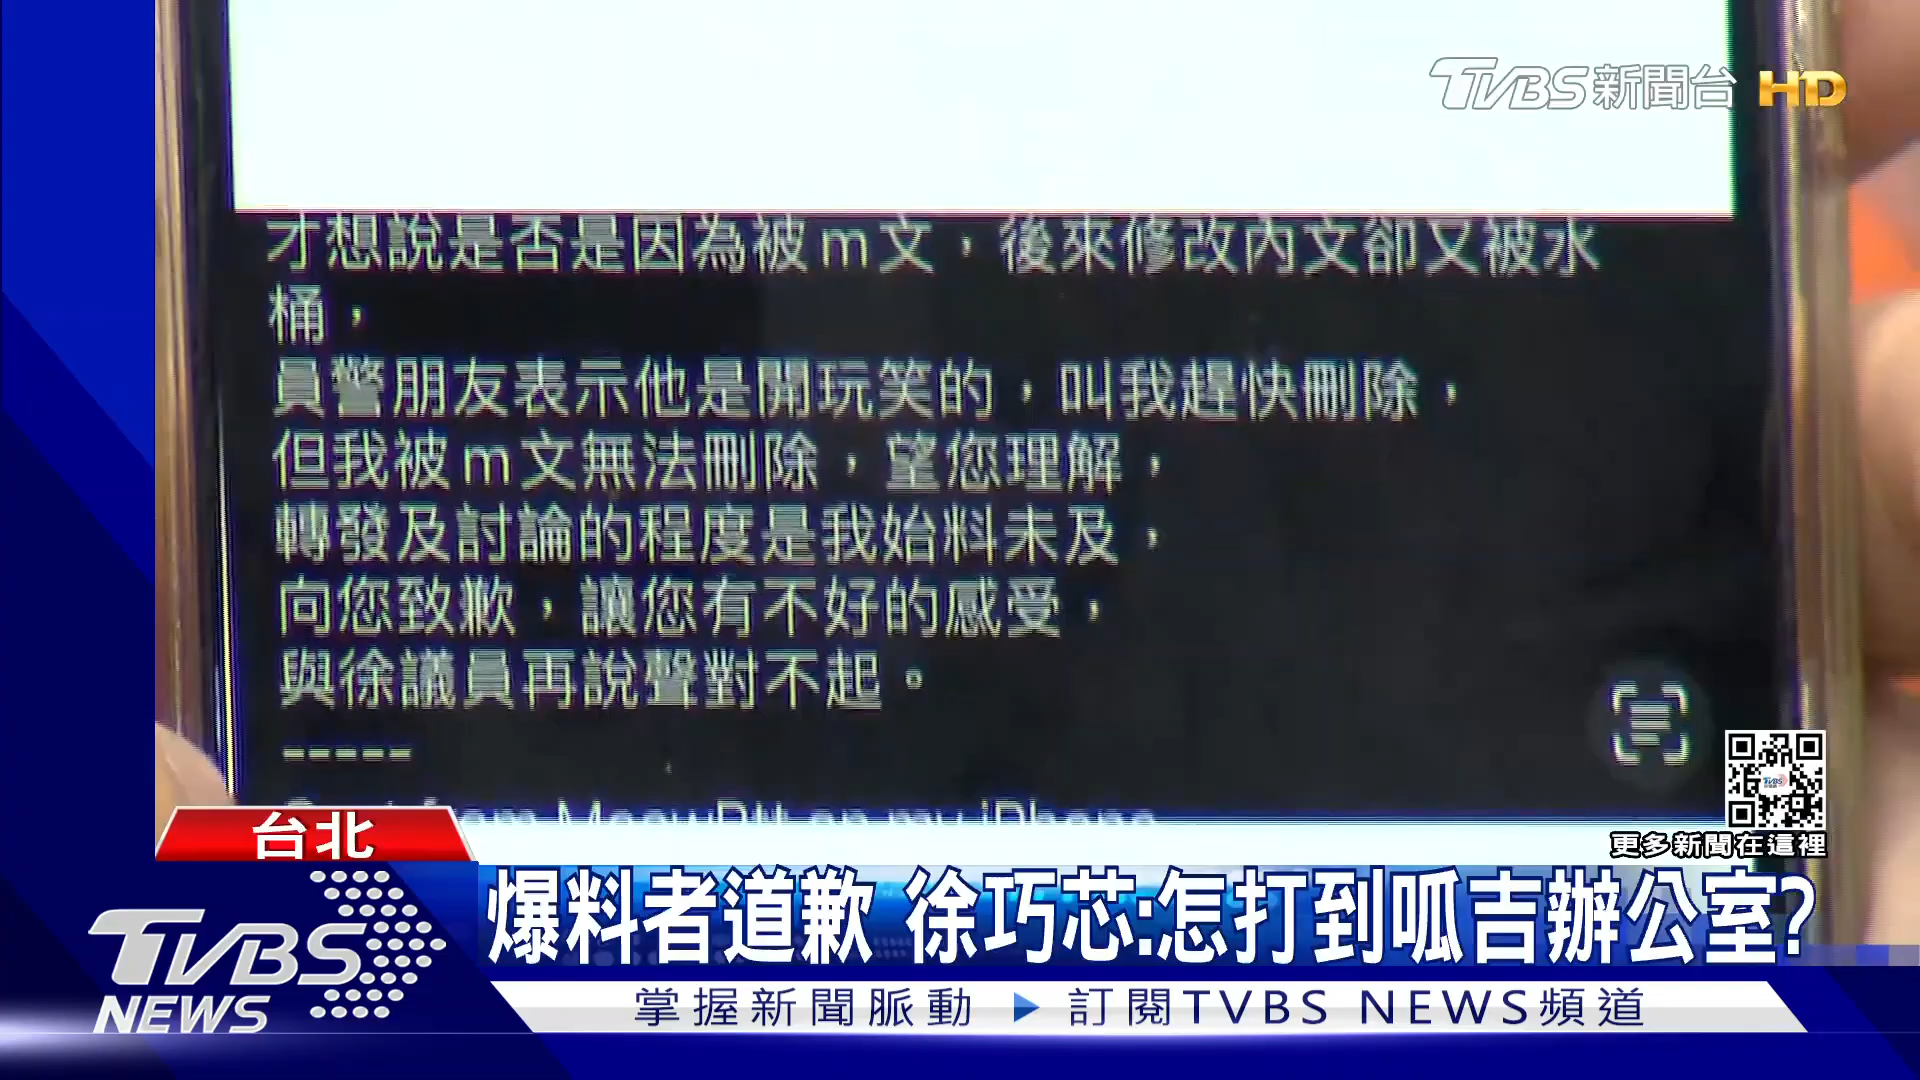 TVBS新聞台 HD
才想說是否是因為被m文，後來修改內文卻又被水
桶，
員警朋友表示他是開玩笑的，叫我趕快刪除，
但我被m文無法刪除，望您理解，
轉發及討論的程度是我始料未及，
向您致歉，讓您有不好的感受，
與徐議員再說聲對不起。
-----
Sent from MeowPtt on my iPhone
TVBS
更多新聞在這裡
台北
爆料者道歉 徐巧芯:怎打到呱吉辦公室?
TVBS NEWS
掌握新聞脈動 ▶ 訂閱TVBS NEWS頻道